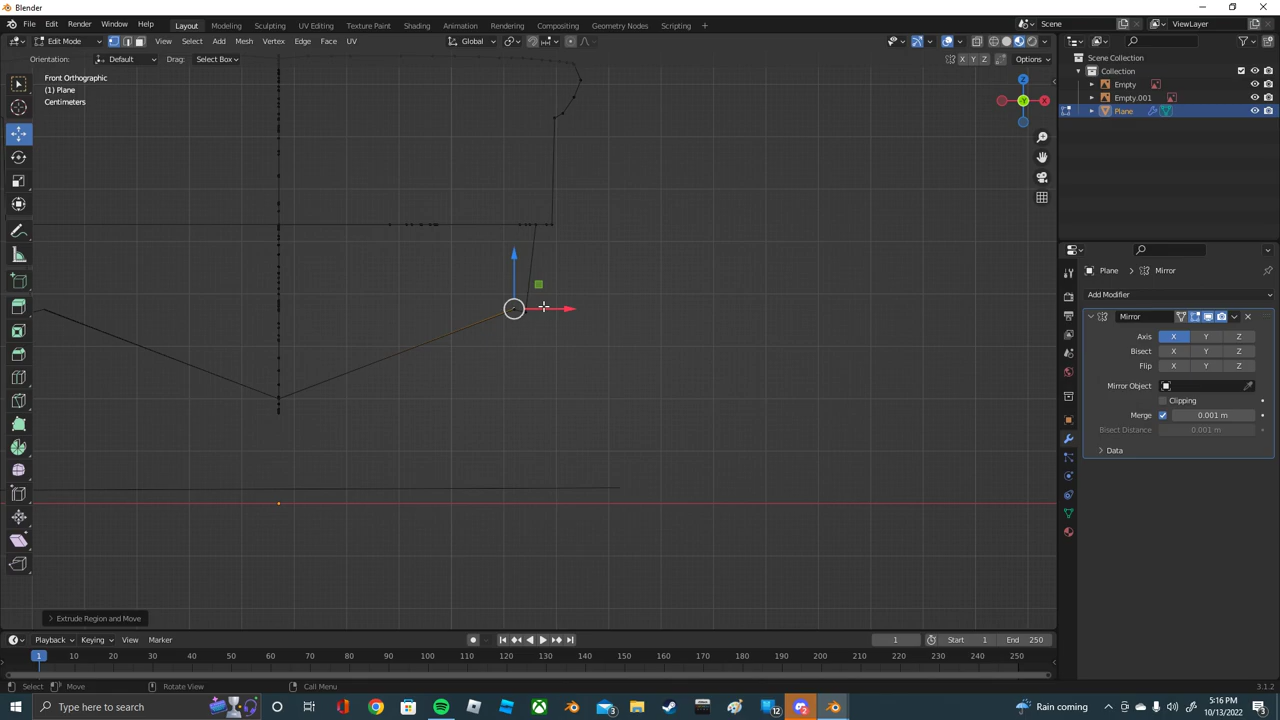 Blender
File Edit Render Window Help Layout Modeling Sculpting UV Editing Texture Paint Shading Animation Rendering Compositing Geometry Nodes Scripting + Scene ViewLayer
Edit Mode View Select Add Mesh Vertex Edge Face UV Global
Orientation: Default Drag: Select Box X Y Z Options
Front Orthographic
(1) Plane
Centimeters
Z
Y
X
Scene Collection
Collection
Empty
Empty.001
Plane
Plane Mirror
Add Modifier
Mirror
Axis X Y Z
Bisect X Y Z
Flip X Y Z
Mirror Object
Clipping
Merge 0.001 m
Bisect Distance 0.001 m
Data
Extrude Region and Move
Playback Keying View Marker 1 Start 1 End 250
1 10 20 30 40 50 60 70 80 90 100 110 120 130 140 150 160 170 180 190 200 210 220 230 240 250
Select Move Rotate View Call Menu 3.1.2
Type here to search 3 12 2 Rain coming 5:16 PM
10/13/2022